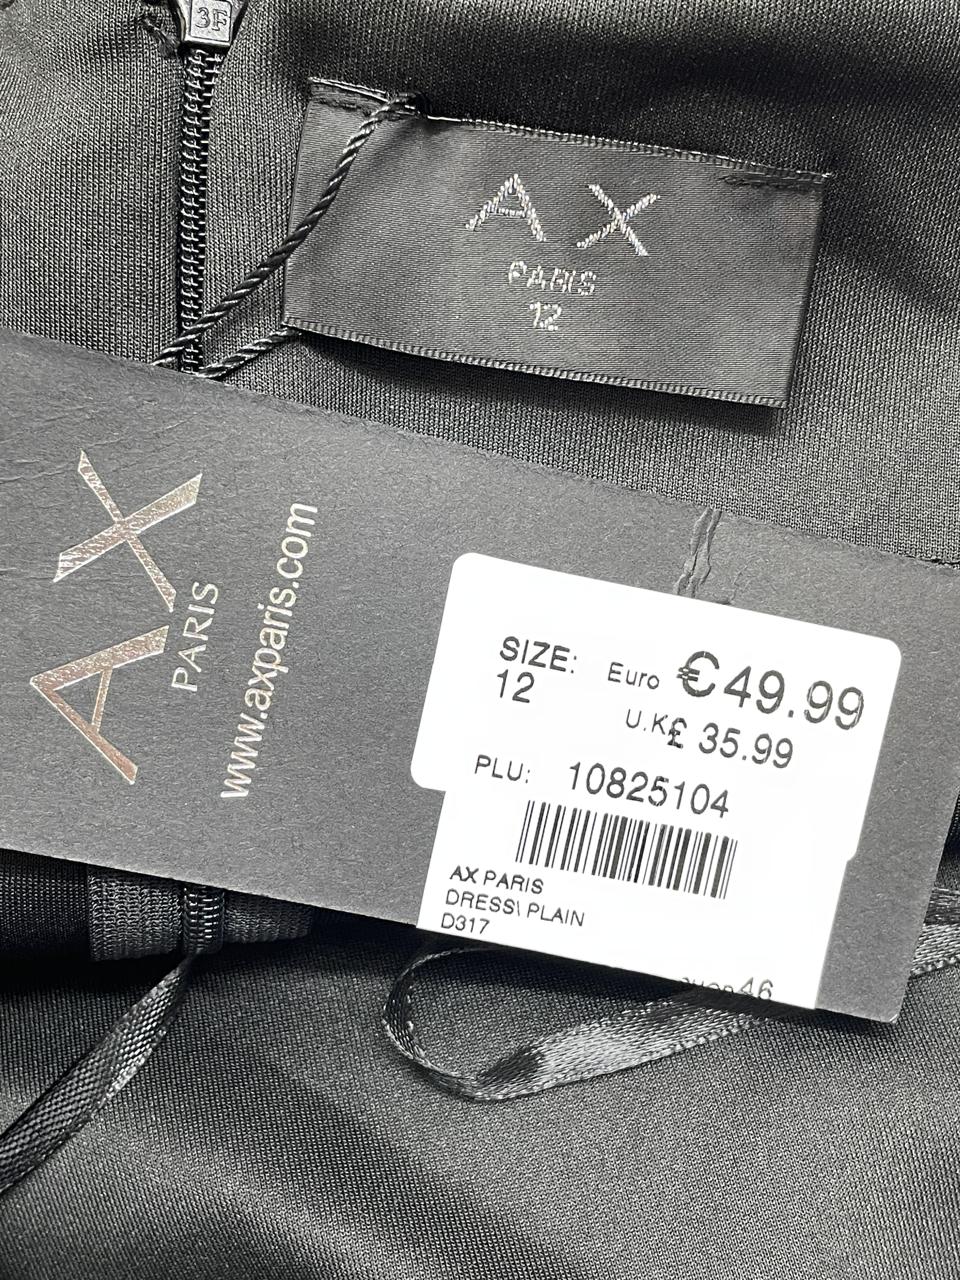 3F
AX
PARIS
12
AX
PARIS
www.axparis.com
SIZE: Euro €49.99
12 U.K£ 35.99
PLU: 10825104
AX PARIS
DRESS\ PLAIN
D317
46